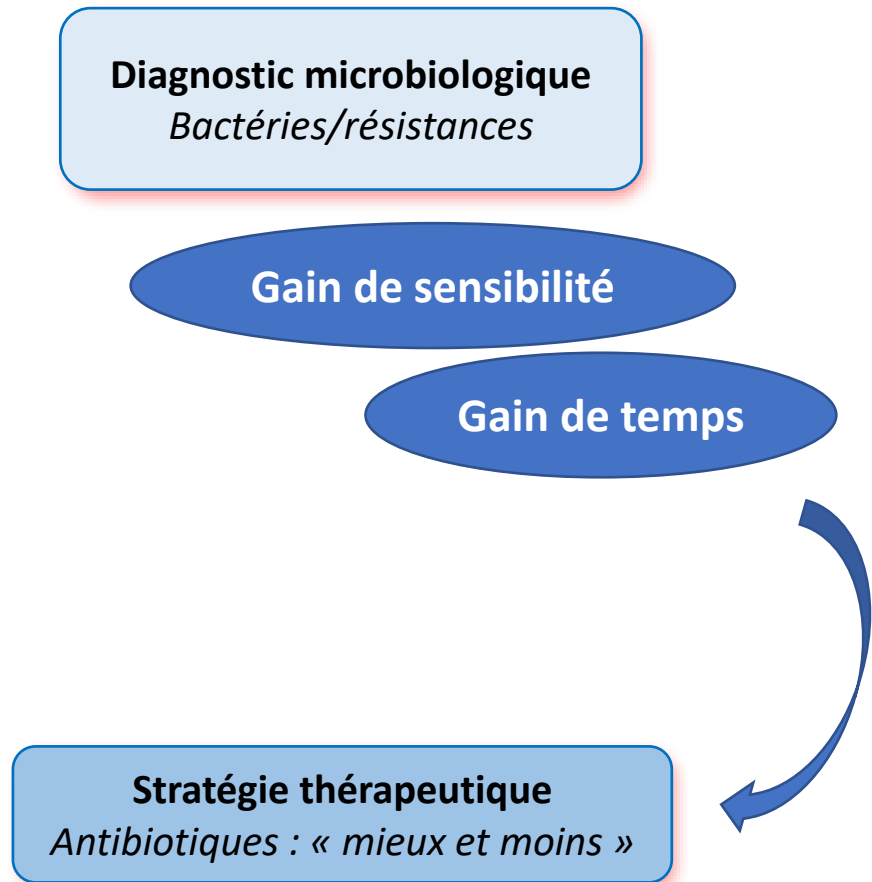 Diagnostic microbiologique
Bactéries/résistances
Gain de sensibilité
Gain de temps
Stratégie thérapeutique
Antibiotiques : « mieux et moins »